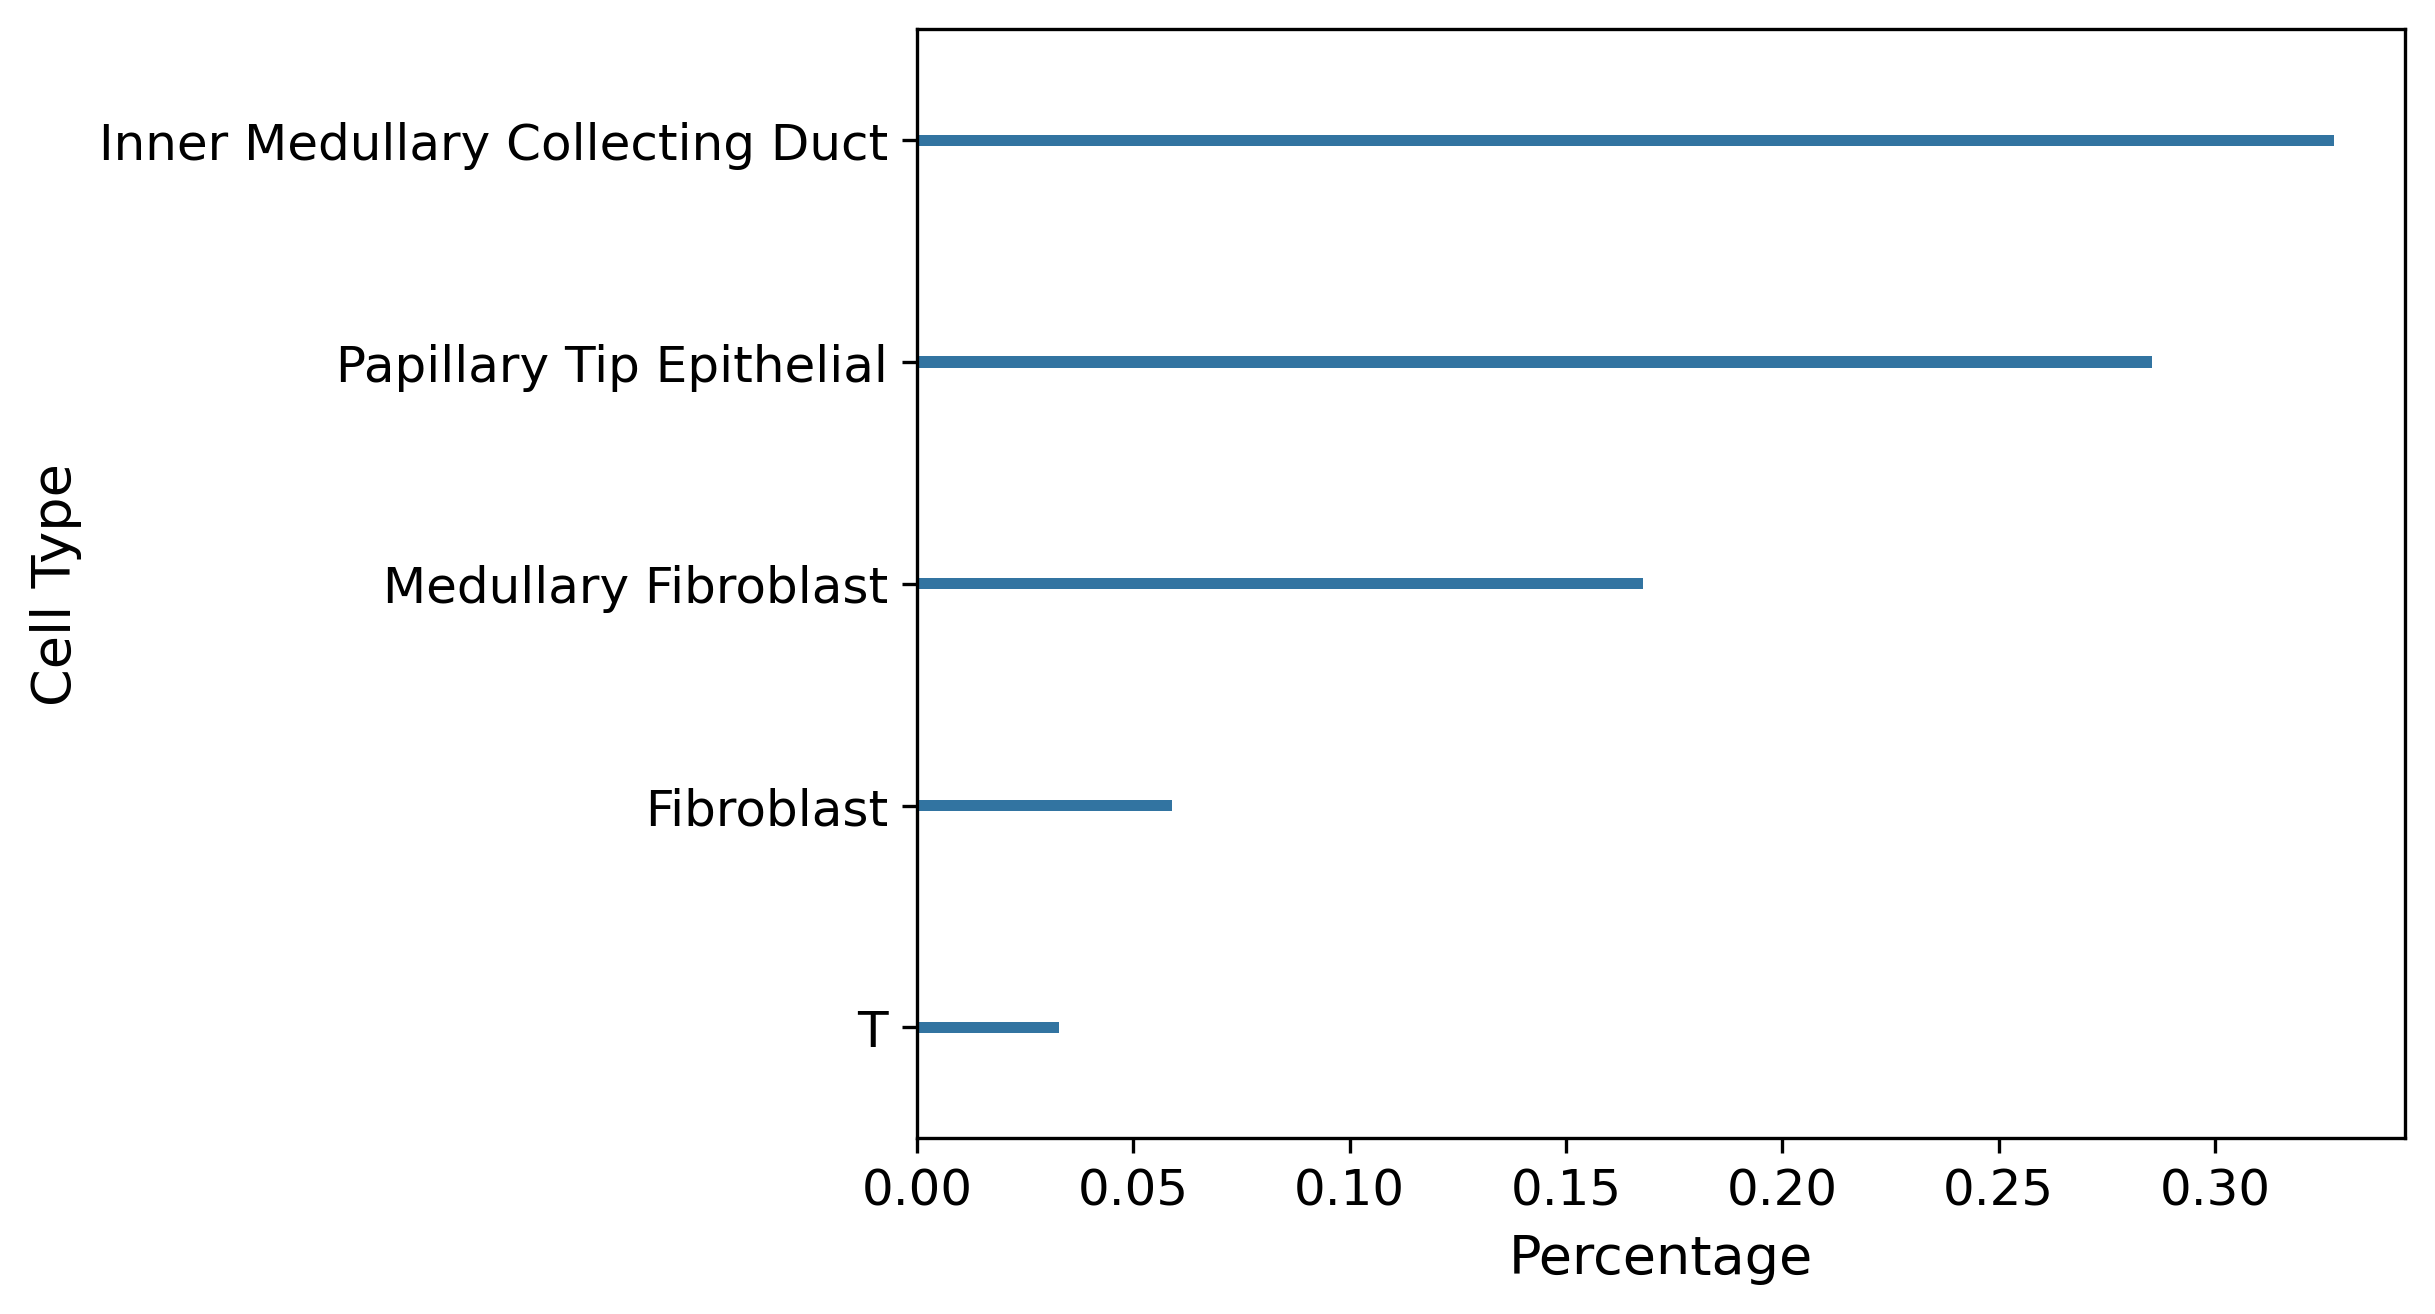 Inner Medullary Collecting Duct
Papillary Tip Epithelial
Medullary Fibroblast
Fibroblast
T
Cell Type
0.00 0.05 0.10 0.15 0.20 0.25 0.30
Percentage